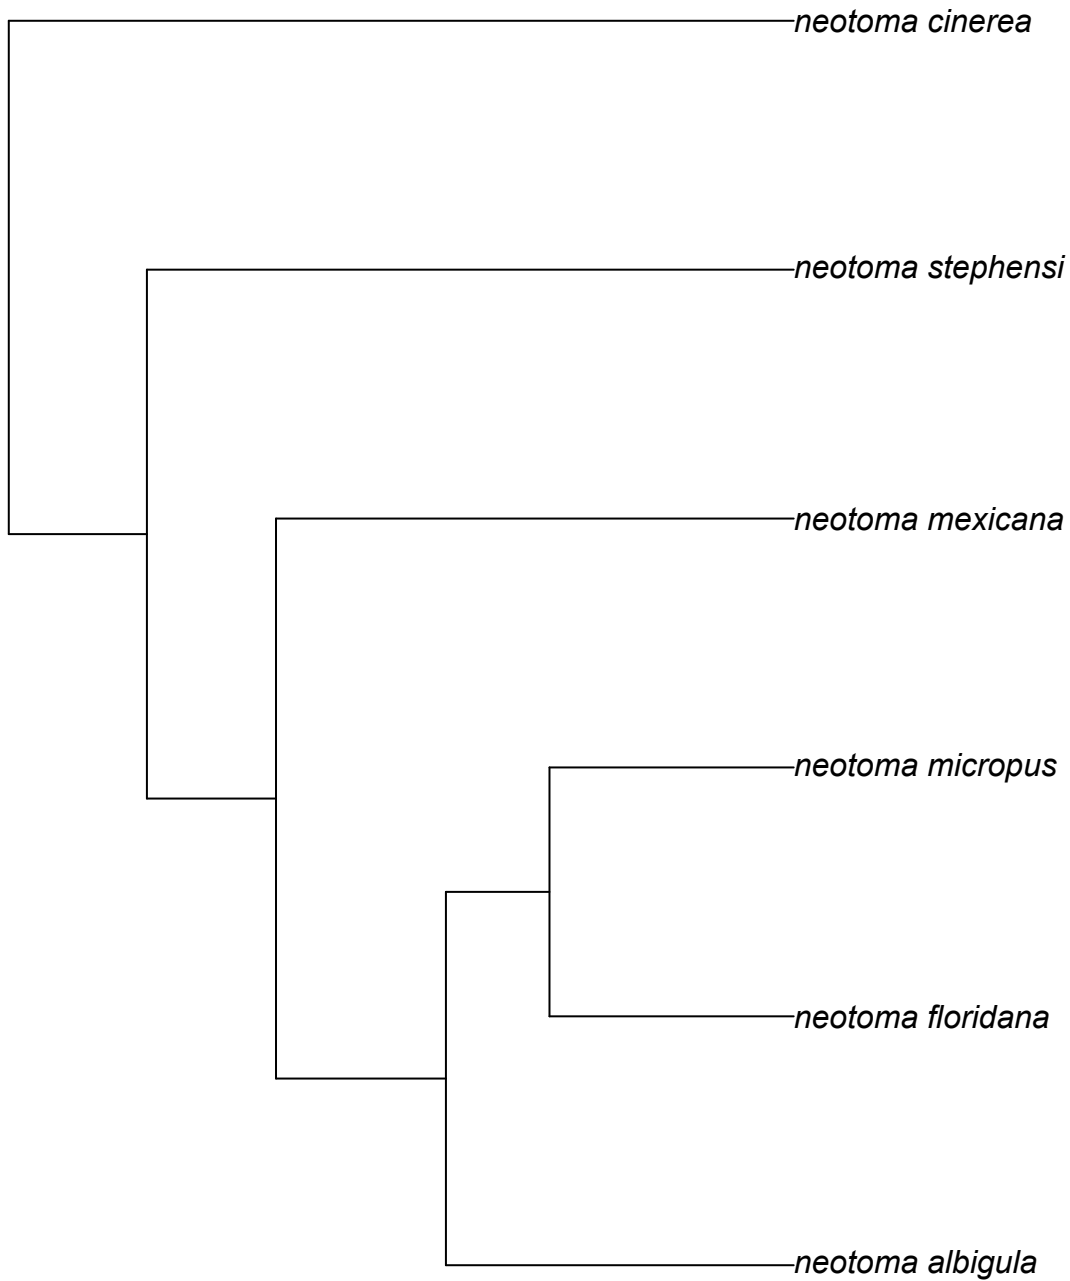 neotoma cinerea
neotoma stephensi
neotoma mexicana
neotoma micropus
neotoma floridana
neotoma albigula